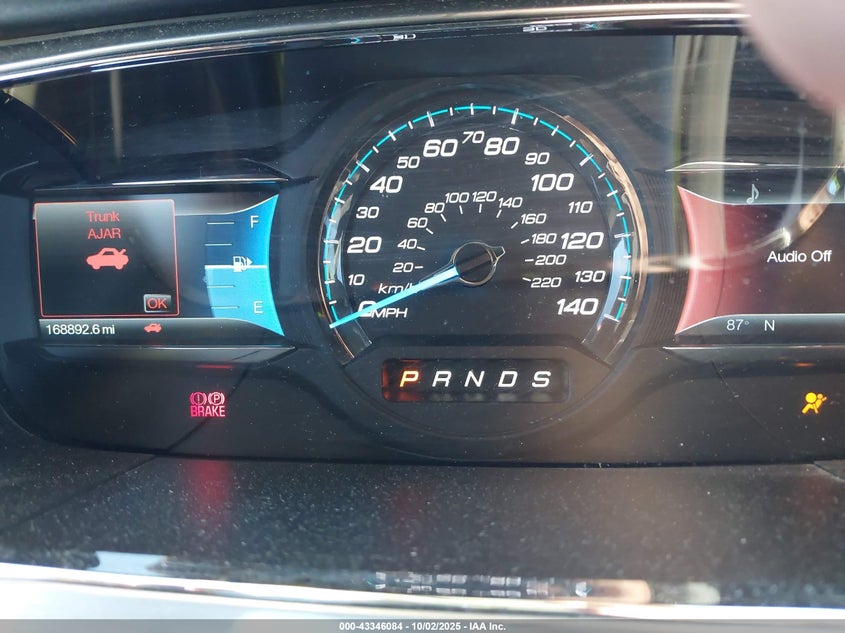 Trunk
AJAR
OK
168892.6 mi
F
E
0 10 20 30 40 50 60 70 80 90 100 110 120 130 140
MPH
20 40 60 80 100 120 140 160 180 200 220
km/h
P R N D S
BRAKE
P
Audio Off
87° N
000-43346084 - 10/02/2025 - IAA Inc.